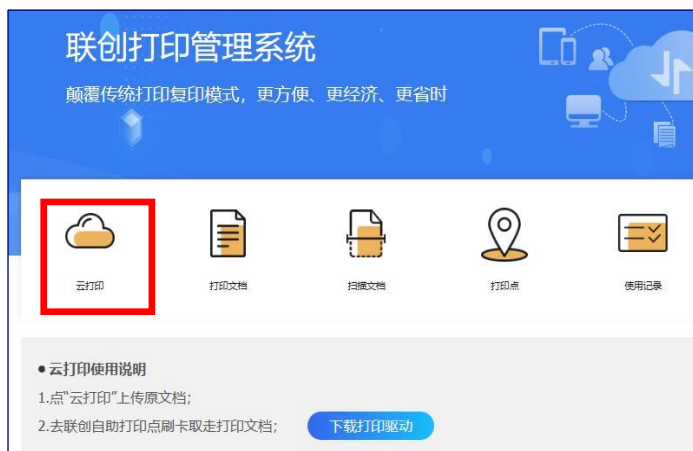 联创打印管理系统
颠覆传统打印复印模式，更方便、更经济、更省时
云打印
打印文档
扫描文档
打印点
使用记录
●云打印使用说明
1.点"云打印"上传原文档;
2.去联创自助打印点刷卡取走打印文档;
下载打印驱动